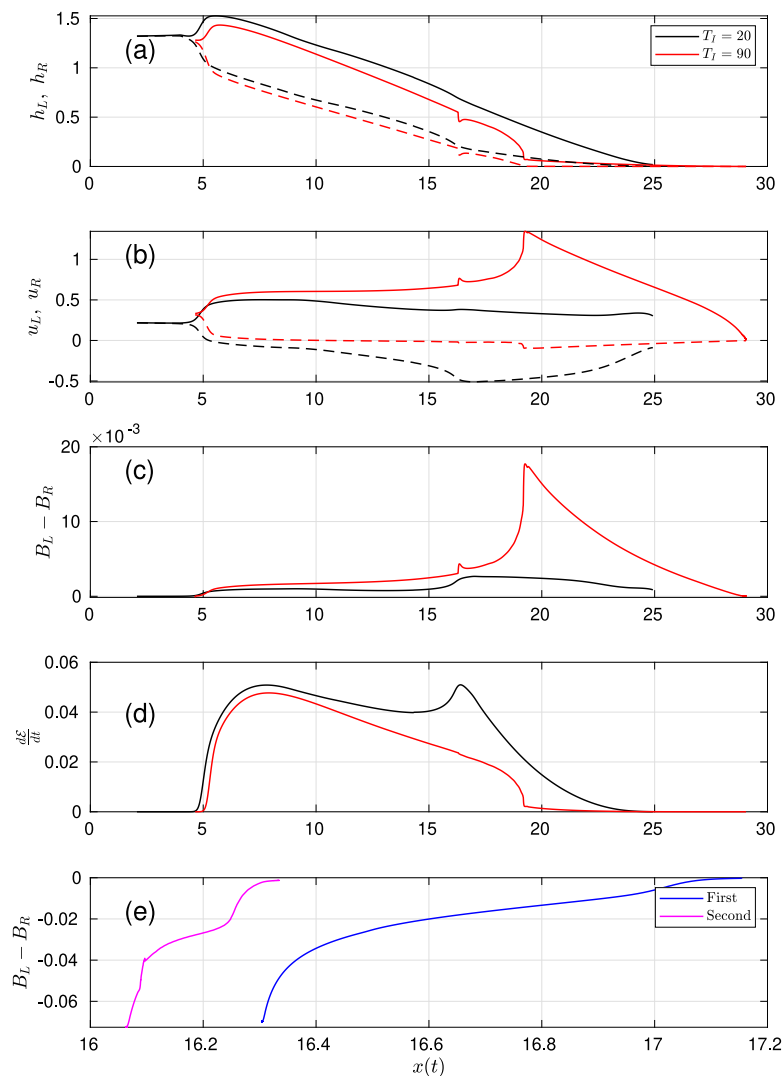 1.5
1
0.5
0
h_L, h_R
(a)
T_I = 20
T_I = 90
0 5 10 15 20 25 30
1
0.5
0
-0.5
u_L, u_R
(b)
0 5 10 15 20 25 30
×10^-3
20
10
0
B_L − B_R
(c)
0 5 10 15 20 25 30
0.06
0.04
0.02
0
dℰ/dt
(d)
0 5 10 15 20 25 30
0
-0.02
-0.04
-0.06
B_L − B_R
(e)
First
Second
16 16.2 16.4 16.6 16.8 17 17.2
x(t)